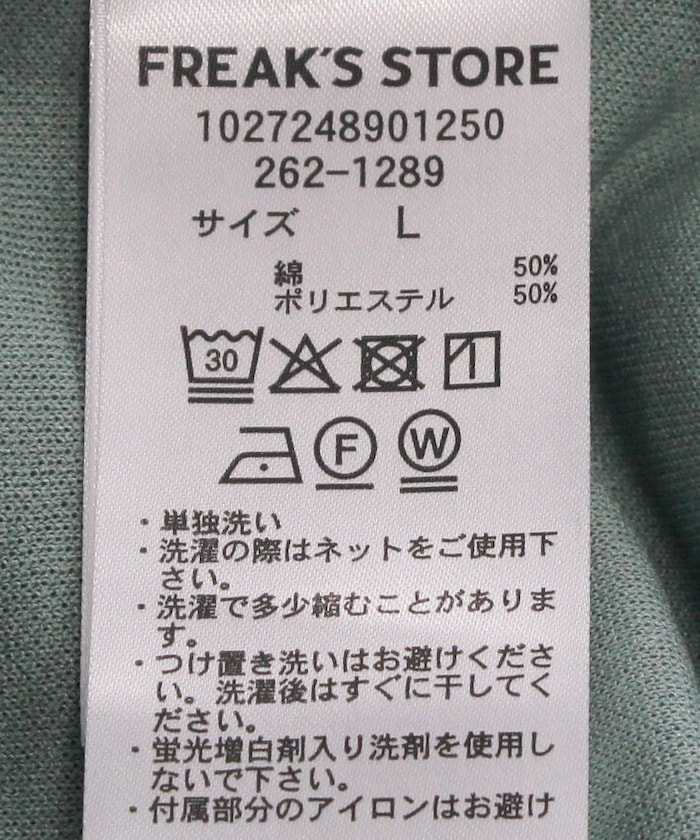 FREAK'S STORE
1027248901250
262-1289
サイズ L
綿 50%
ポリエステル 50%
30
F W
・単独洗い
・洗濯の際はネットをご使用下
さい。
・洗濯で多少縮むことがありま
す。
・つけ置き洗いはお避けくださ
い。洗濯後はすぐに干してく
ださい。
・蛍光増白剤入り洗剤を使用し
ないで下さい。
・付属部分のアイロンはお避け